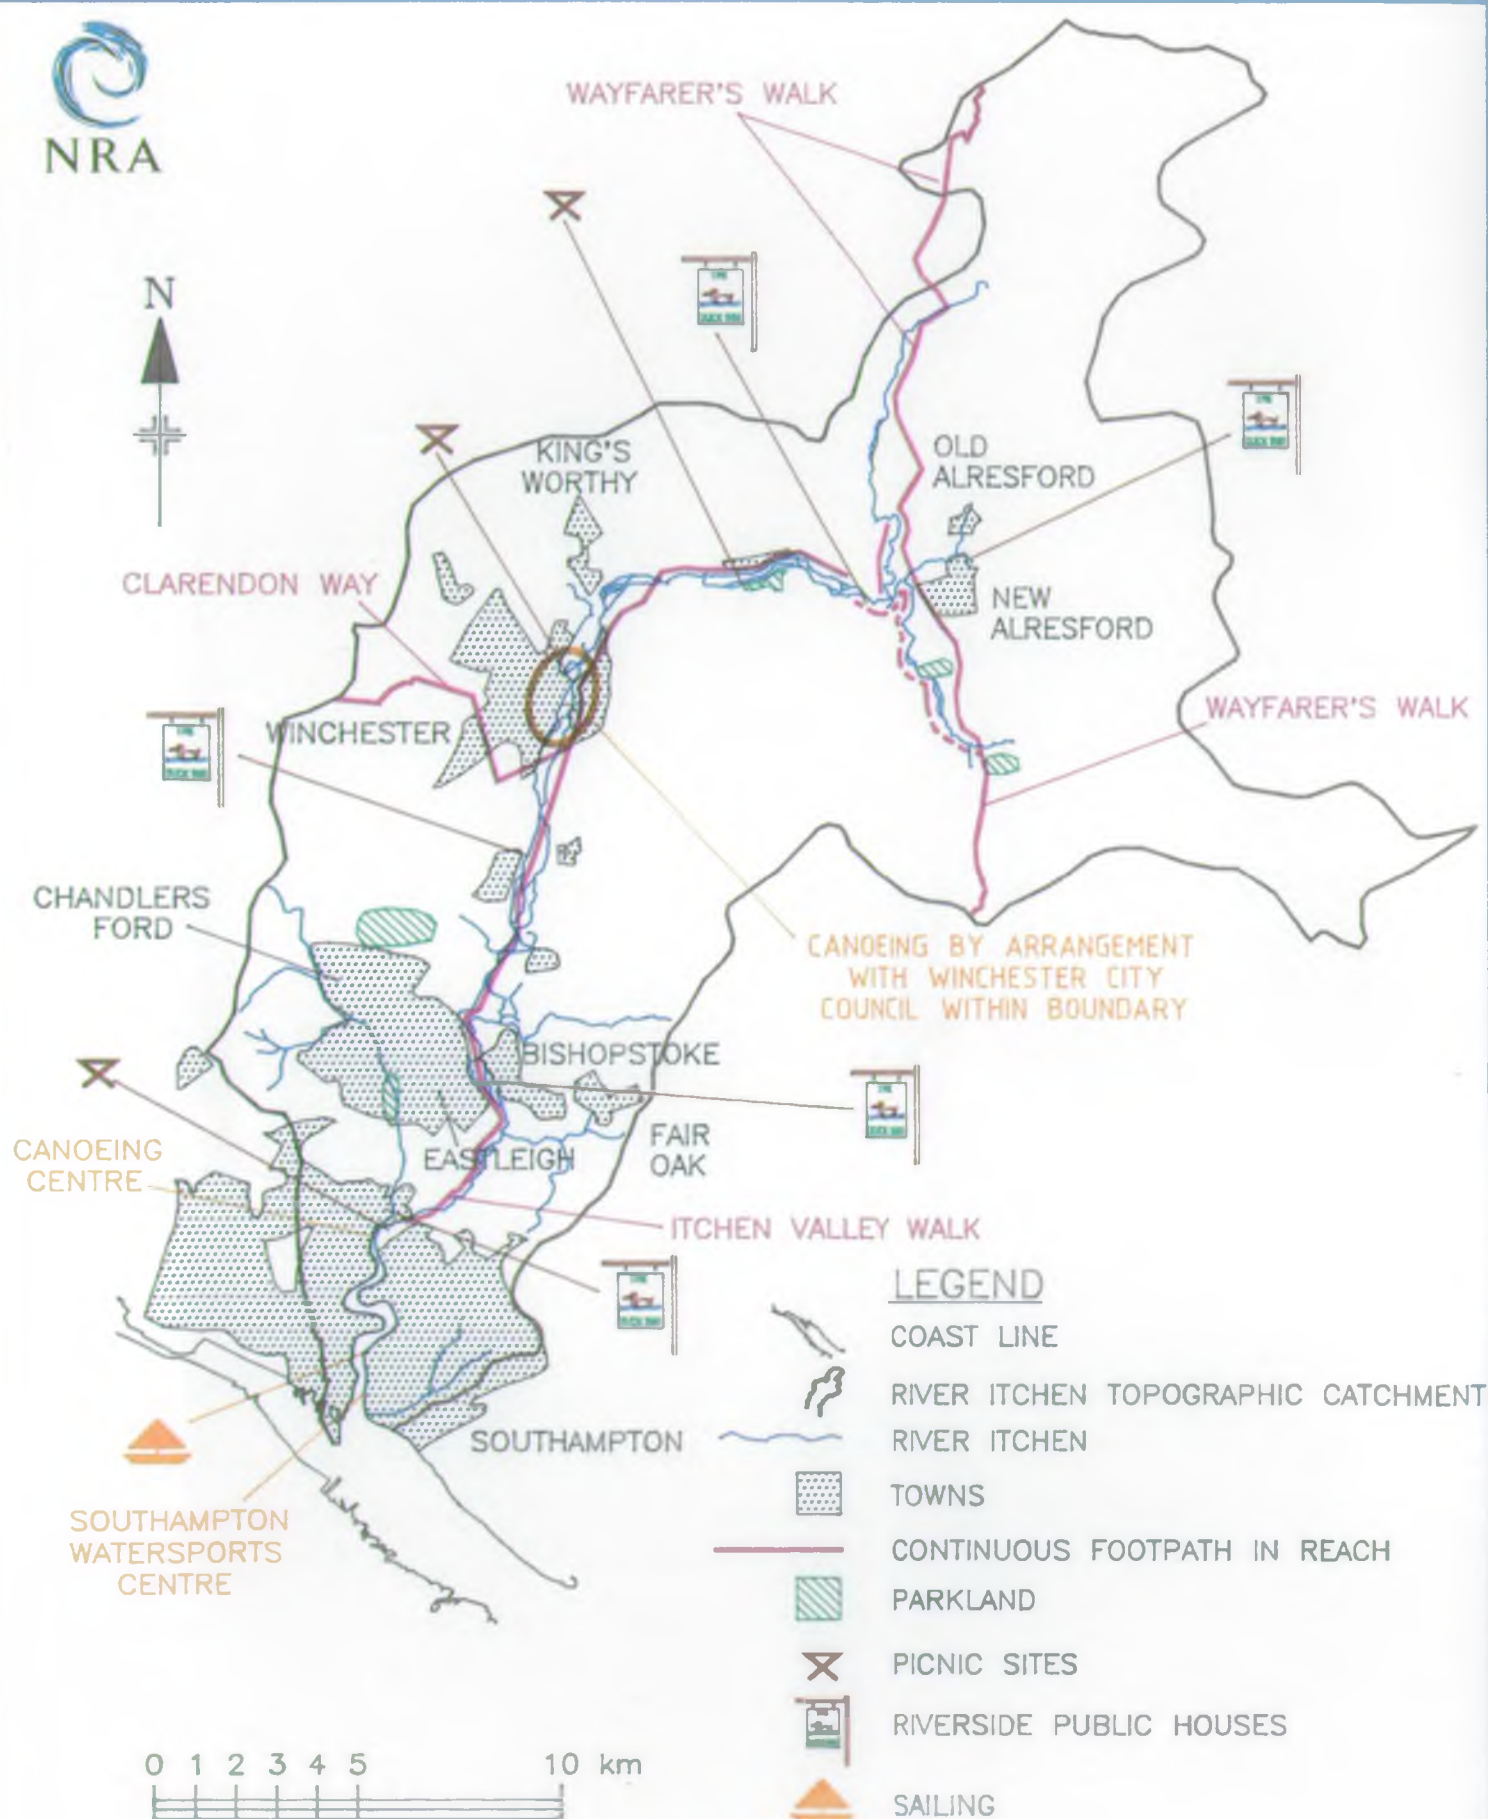 NRA
WAYFARER'S WALK
N
KING'S
WORTHY
OLD
ALRESFORD
CLARENDON WAY
NEW
ALRESFORD
WINCHESTER
WAYFARER'S WALK
CHANDLERS
FORD
CANOEING BY ARRANGEMENT
WITH WINCHESTER CITY
COUNCIL WITHIN BOUNDARY
BISHOPSTOKE
CANOEING
CENTRE
EASTLEIGH
FAIR
OAK
ITCHEN VALLEY WALK
SOUTHAMPTON
SOUTHAMPTON
WATERSPORTS
CENTRE
LEGEND
COAST LINE
RIVER ITCHEN TOPOGRAPHIC CATCHMENT
RIVER ITCHEN
TOWNS
CONTINUOUS FOOTPATH IN REACH
PARKLAND
PICNIC SITES
RIVERSIDE PUBLIC HOUSES
SAILING
0 1 2 3 4 5 10 km